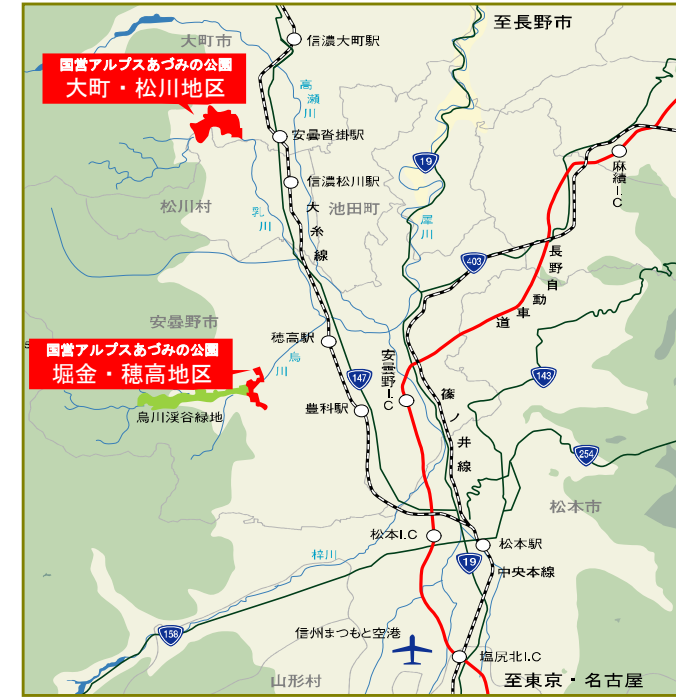 至長野市
大町市
信濃大町駅
国営アルプスあづみの公園
大町・松川地区
高瀬川
安曇沓掛駅
19
麻績I.C
信濃松川駅
松川村
乳川
大糸線
池田町
犀川
403
長野自動車道
安曇野市
穂高駅
国営アルプスあづみの公園
堀金・穂高地区
烏川
147
安曇野I.C
143
篠ノ井線
烏川渓谷緑地
豊科駅
254
松本市
松本I.C
松本駅
梓川
19
中央本線
158
信州まつもと空港
塩尻北I.C
山形村
至東京・名古屋